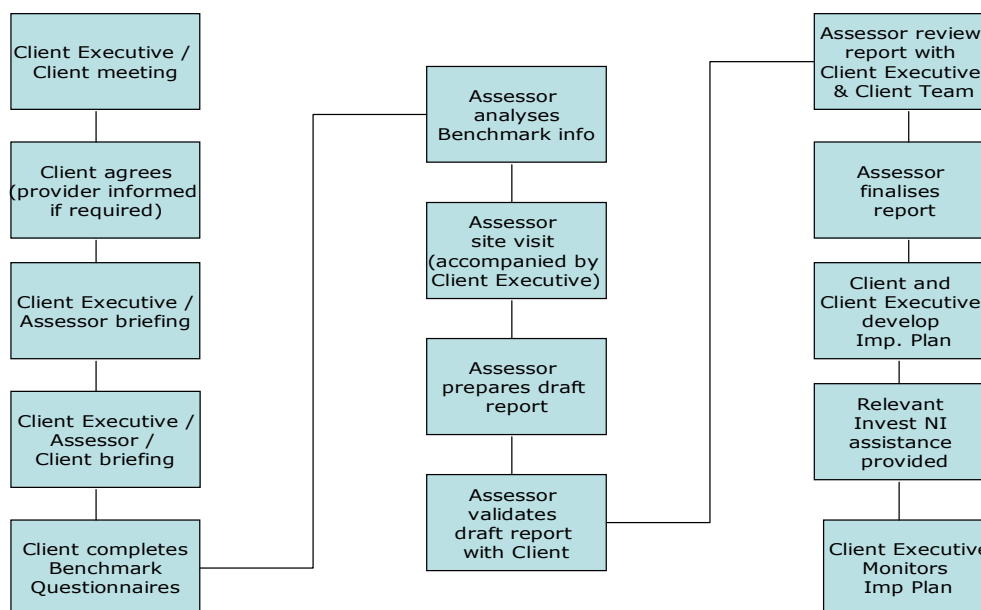 Client Executive /
Client meeting
Client agrees
(provider informed
if required)
Client Executive /
Assessor briefing
Client Executive /
Assessor /
Client briefing
Client completes
Benchmark
Questionnaires
Assessor
analyses
Benchmark info
Assessor
site visit
(accompanied by
Client Executive)
Assessor
prepares draft
report
Assessor
validates
draft report
with Client
Assessor review
report with
Client Executive
& Client Team
Assessor
finalises
report
Client and
Client Executive
develop
Imp. Plan
Relevant
Invest NI
assistance
provided
Client Executive
Monitors
Imp Plan